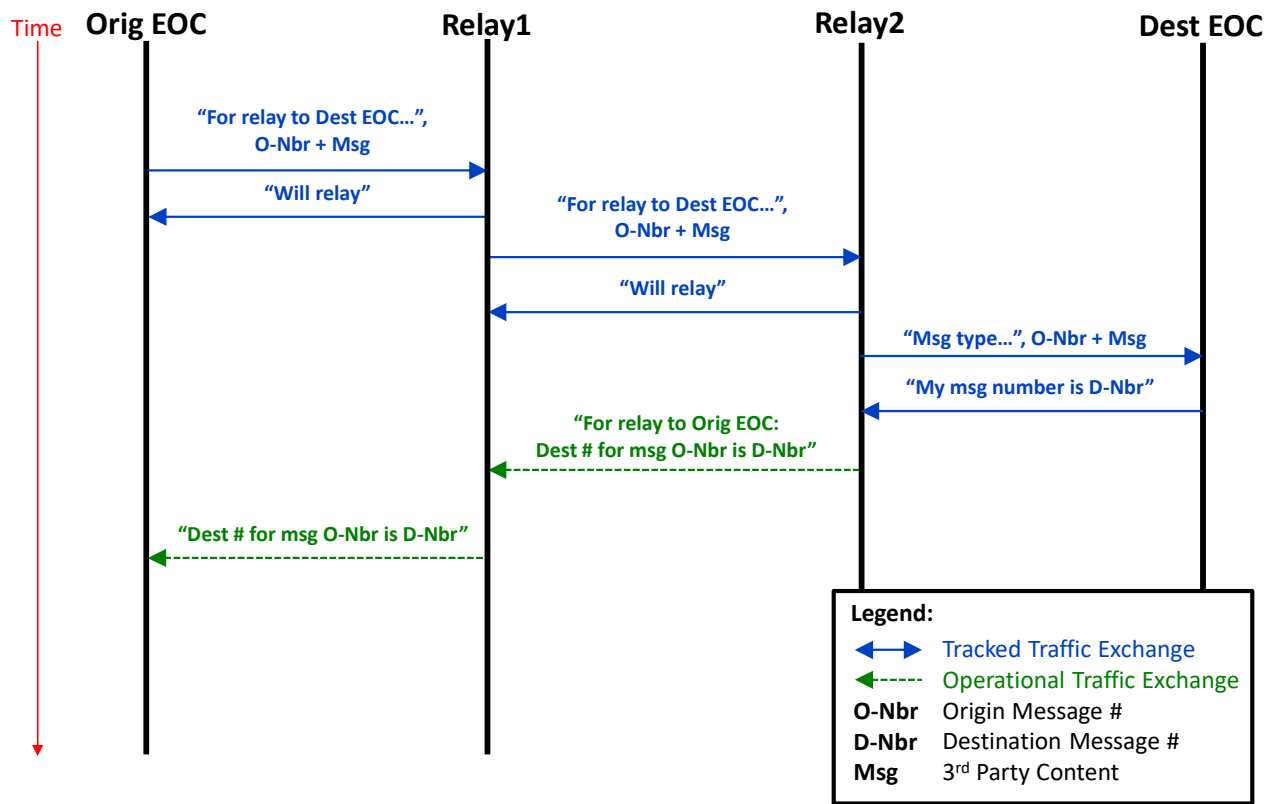 Time
Orig EOC
Relay1
Relay2
Dest EOC
“For relay to Dest EOC…”,
O-Nbr + Msg
“Will relay”
“For relay to Dest EOC…”,
O-Nbr + Msg
“Will relay”
“Msg type…”, O-Nbr + Msg
“My msg number is D-Nbr”
“For relay to Orig EOC:
Dest # for msg O-Nbr is D-Nbr”
“Dest # for msg O-Nbr is D-Nbr”
Legend:
Tracked Traffic Exchange
Operational Traffic Exchange
O-Nbr Origin Message #
D-Nbr Destination Message #
Msg 3rd Party Content